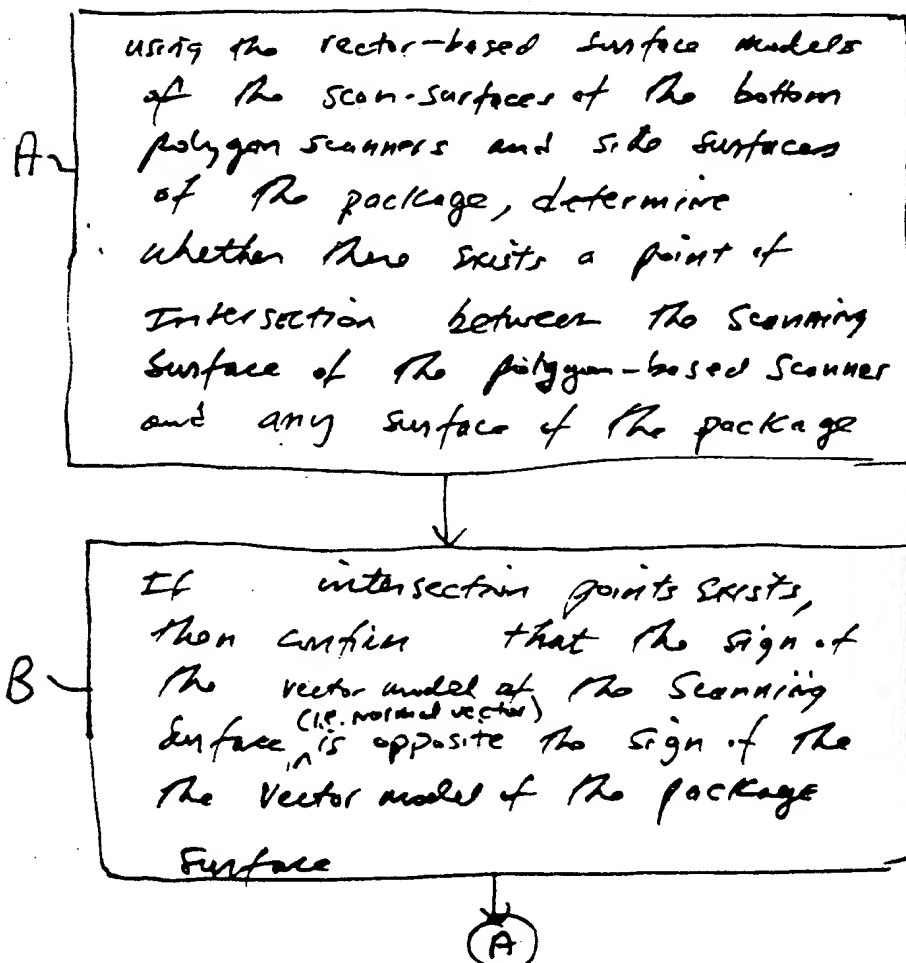 using the vector-based surface models
of the scan-surfaces of the bottom
polygon scanners and side surfaces
A
of the package, determine
whether there exists a point of
Intersection between the scanning
surface of the polygon-based scanner
and any surface of the package
If intersection points exists,
then confirm that the sign of
B
the vector model of the scanning
(i.e. normal vector)
surface is opposite the sign of the
the vector model of the package
surface
A